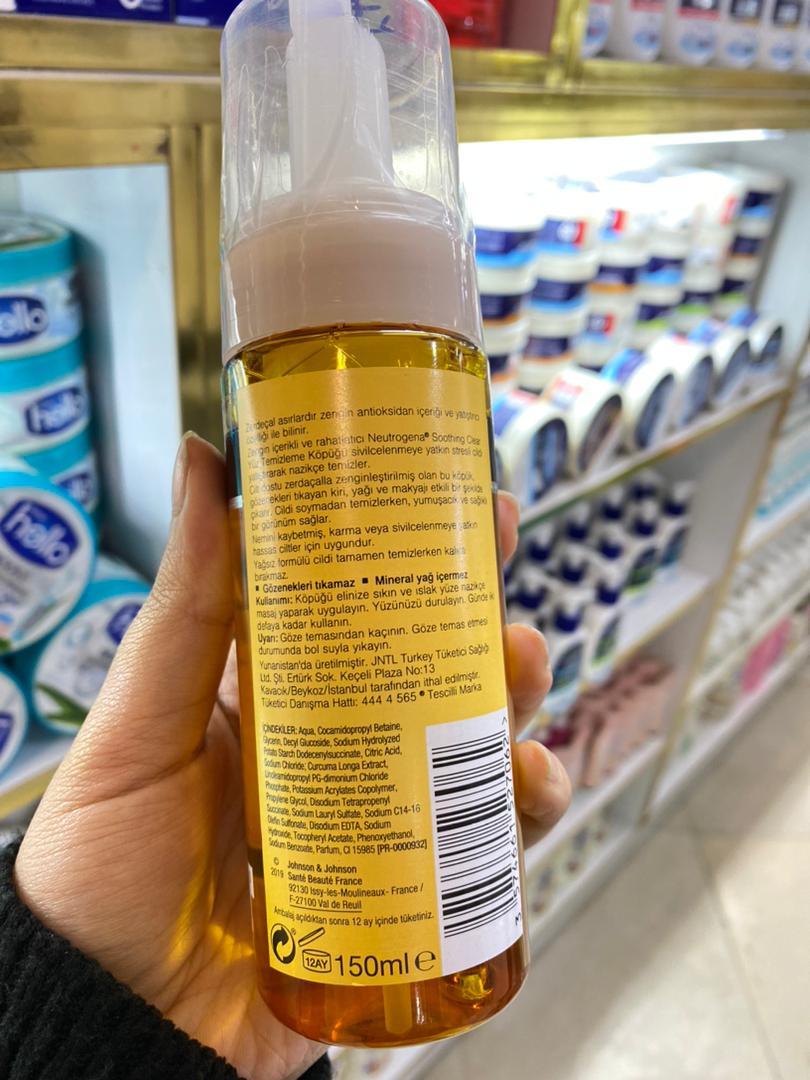 Zerdeçal asırlardır zengin antioksidan içeriği ve yatıştırıcı
özelliği ile bilinir.
Zengin içerikli ve rahatlatıcı Neutrogena® Soothing Clear
Yüz Temizleme Köpüğü sivilcelenmeye yatkın stresli cildi
yatıştırarak nazikçe temizler.
Cilt dostu zerdaçalla zenginleştirilmiş olan bu köpük,
gözenekleri tıkayan kiri, yağı ve makyajı etkili bir şekilde
çıkarır. Cildi soymadan temizlerken, yumuşacık ve sağlıklı
bir görünüm sağlar.
Nemini kaybetmiş, karma veya sivilcelenmeye yatkın
hassas ciltler için uygundur.
Yağsız formülü cildi tamamen temizlerken kalıntı
bırakmaz.
▪ Gözenekleri tıkamaz ▪ Mineral yağ içermez
Kullanımı: Köpüğü elinize sıkın ve ıslak yüze nazikçe
masaj yaparak uygulayın. Yüzünüzü durulayın. Günde iki
defaya kadar kullanın.
Uyarı: Göze temasından kaçının. Göze temas etmesi
durumunda bol suyla yıkayın.
Yunanistan'da üretilmiştir. JNTL Turkey Tüketici Sağlığı
Ltd. Şti. Ertürk Sok. Keçeli Plaza No:13
Kavacık/Beykoz/İstanbul tarafından ithal edilmiştir.
Tüketici Danışma Hattı: 444 4 565 ® Tescilli Marka
İÇİNDEKİLER: Aqua, Cocamidopropyl Betaine,
Glycerin, Decyl Glucoside, Sodium Hydrolyzed
Potato Starch Dodecenylsuccinate, Citric Acid,
Sodium Chloride; Curcuma Longa Extract,
Linoleamidopropyl PG-dimonium Chloride
Phosphate, Potassium Acrylates Copolymer,
Propylene Glycol, Disodium Tetrapropenyl
Succinate, Sodium Lauryl Sulfate, Sodium C14-16
Olefin Sulfonate, Disodium EDTA, Sodium
Hydroxide, Tocopheryl Acetate, Phenoxyethanol,
Sodium Benzoate, Parfum, CI 15985 [PR-0000932]
© Johnson & Johnson
2019 Santé Beauté France
92130 Issy-les-Moulineaux- France /
F-27100 Val de Reuil
Ambalaj açıldıktan sonra 12 ay içinde tüketiniz.
12AY 150ml ℮
3 574661 527062 >
hello
hello
hello